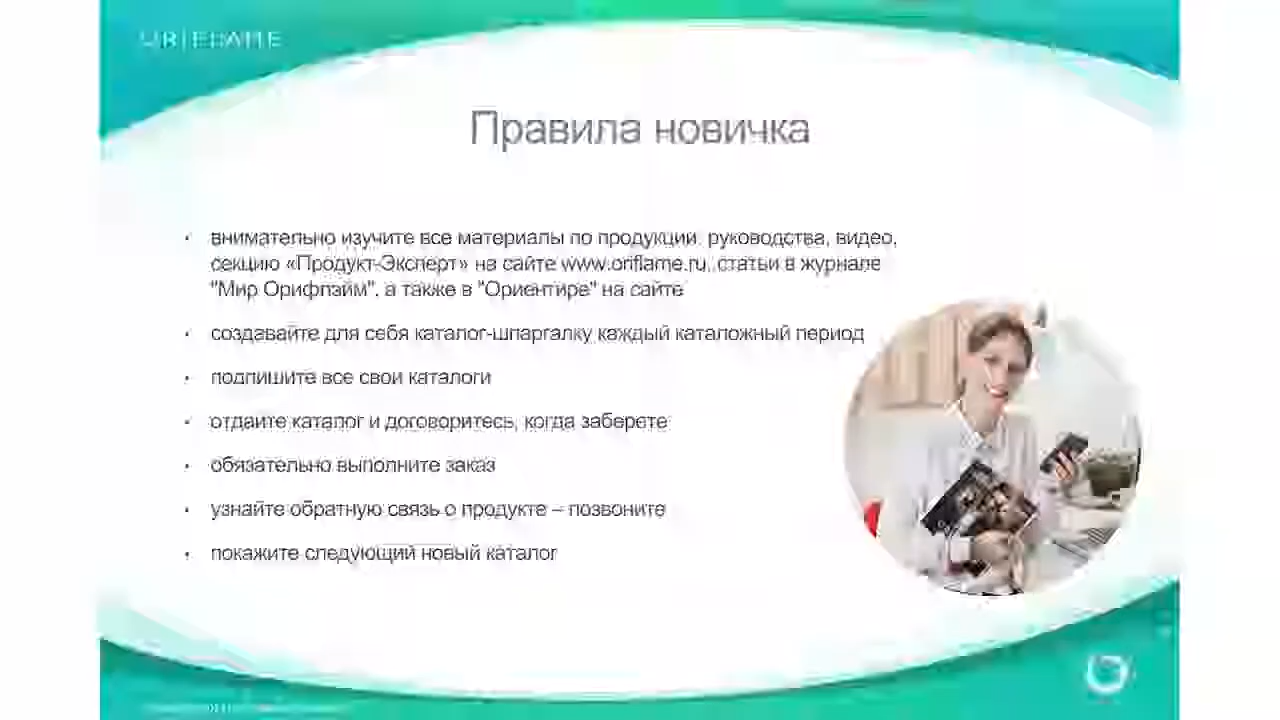 ORIFLAME
Правила новичка
• внимательно изучите все материалы по продукции: руководства, видео,
секцию «Продукт-Эксперт» на сайте www.oriflame.ru, статьи в журнале
"Мир Орифлэйм", а также в "Ориентире" на сайте
• создавайте для себя каталог-шпаргалку каждый каталожный период
• подпишите все свои каталоги
• отдайте каталог и договоритесь, когда заберете
• обязательно выполните заказ
• узнайте обратную связь о продукте – позвоните
• покажите следующий новый каталог